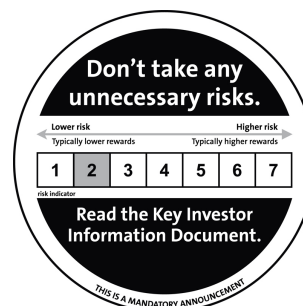 Don’t take any
unnecessary risks.
Lower risk Higher risk
Typically lower rewards Typically higher rewards
1 2 3 4 5 6 7
risk indicator
Read the Key Investor
Information Document.
THIS IS A MANDATORY ANNOUNCEMENT